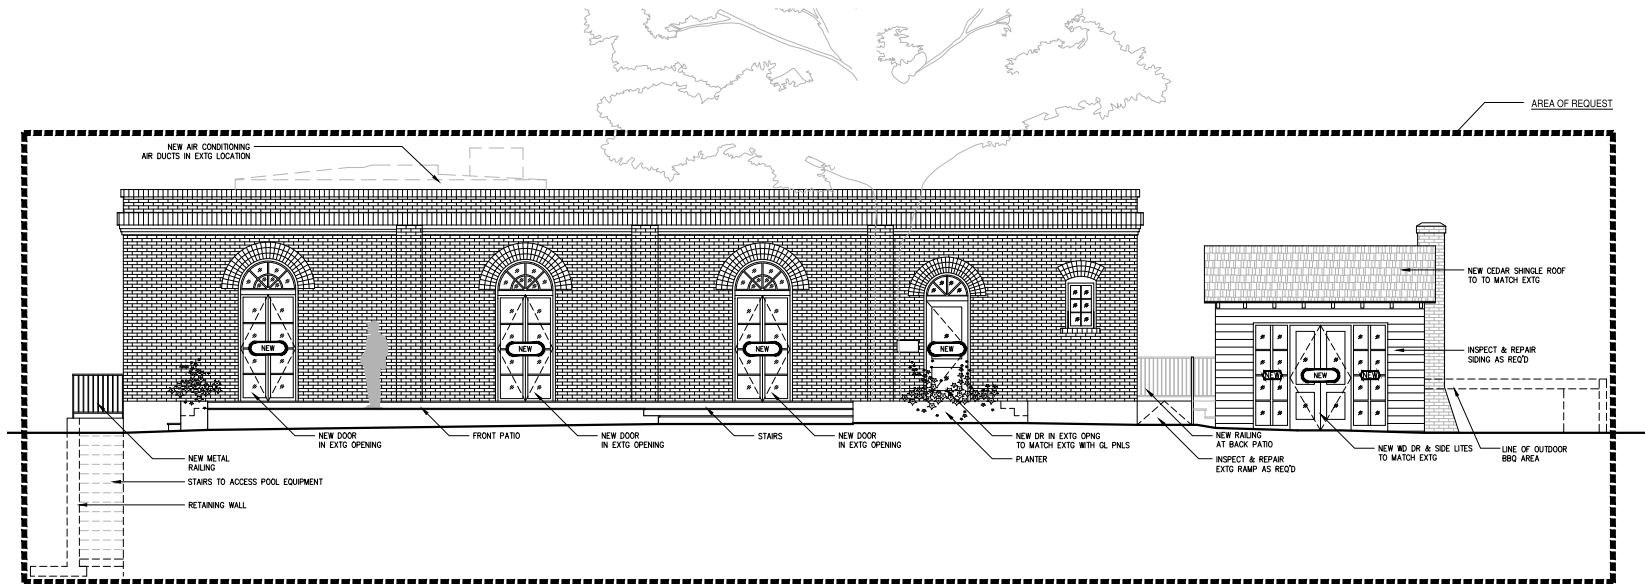 AREA OF REQUEST
NEW AIR CONDITIONING
AIR DUCTS IN EXTG LOCATION
NEW CEDAR SHINGLE ROOF
TO TO MATCH EXTG
NEW
NEW
NEW
NEW
INSPECT & REPAIR
SIDING AS REQ'D
NEW
NEW
NEW
NEW DOOR
IN EXTG OPENING
FRONT PATIO
NEW DOOR
IN EXTG OPENING
STAIRS
NEW DOOR
IN EXTG OPENING
NEW DR IN EXTG OPNG
TO MATCH EXTG WITH GL PNLS
PLANTER
NEW RAILING
AT BACK PATIO
INSPECT & REPAIR
EXTG RAMP AS REQ'D
NEW WD DR & SIDE LITES
TO MATCH EXTG
LINE OF OUTDOOR
BBQ AREA
NEW METAL
RAILING
STAIRS TO ACCESS POOL EQUIPMENT
RETAINING WALL